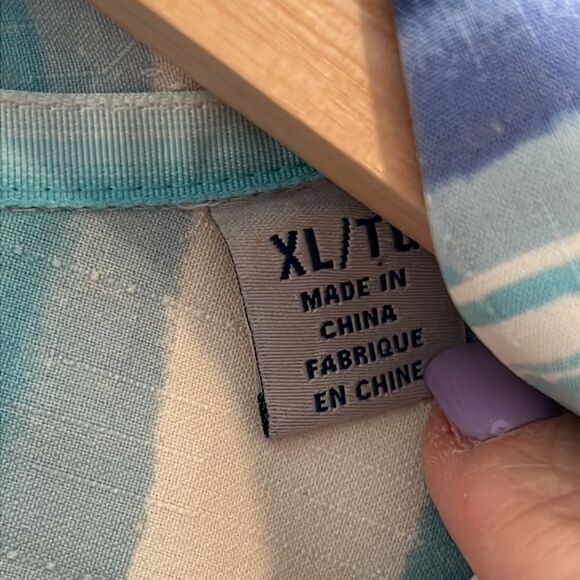 XL/TG
MADE IN
CHINA
FABRIQUE
EN CHINE